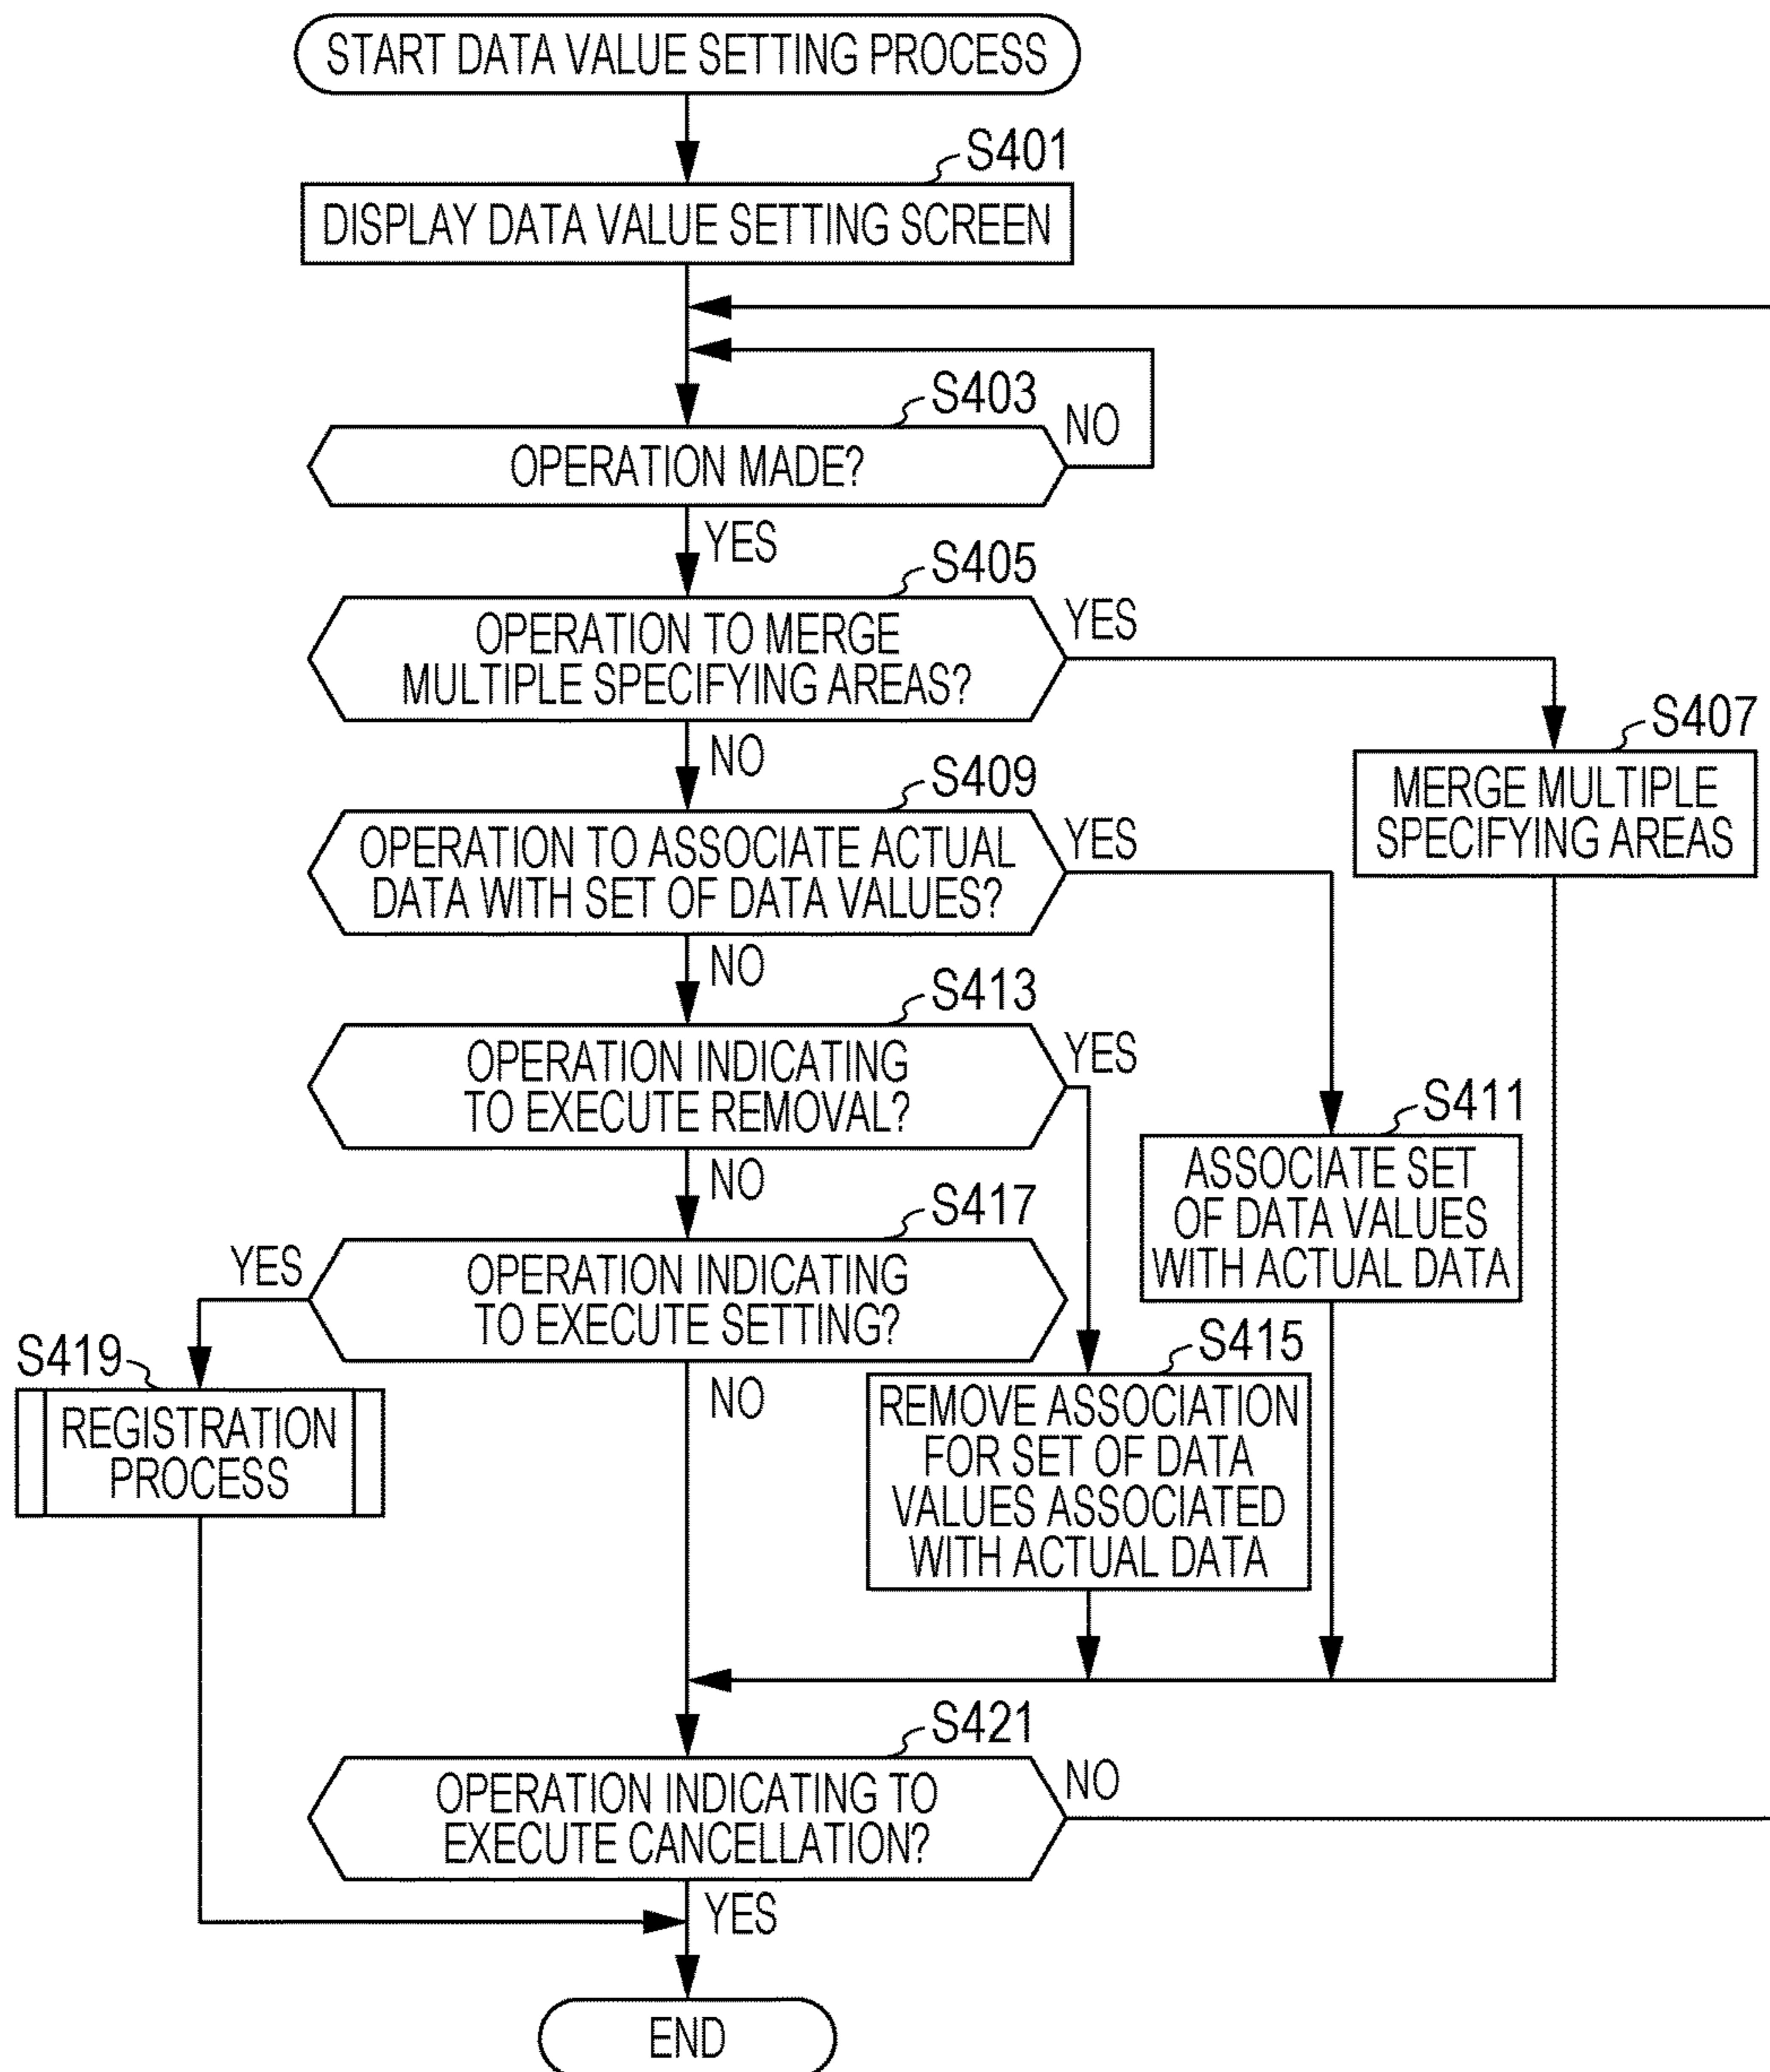 START DATA VALUE SETTING PROCESS
S401
DISPLAY DATA VALUE SETTING SCREEN
S403
NO
OPERATION MADE?
YES
S405
YES
OPERATION TO MERGE
MULTIPLE SPECIFYING AREAS?
NO
S407
MERGE MULTIPLE
SPECIFYING AREAS
S409
YES
OPERATION TO ASSOCIATE ACTUAL
DATA WITH SET OF DATA VALUES?
NO
S413
YES
OPERATION INDICATING
TO EXECUTE REMOVAL?
NO
S411
ASSOCIATE SET
OF DATA VALUES
WITH ACTUAL DATA
S417
YES
OPERATION INDICATING
TO EXECUTE SETTING?
NO
S415
REMOVE ASSOCIATION
FOR SET OF DATA
VALUES ASSOCIATED
WITH ACTUAL DATA
S419
REGISTRATION
PROCESS
S421
NO
OPERATION INDICATING TO
EXECUTE CANCELLATION?
YES
END